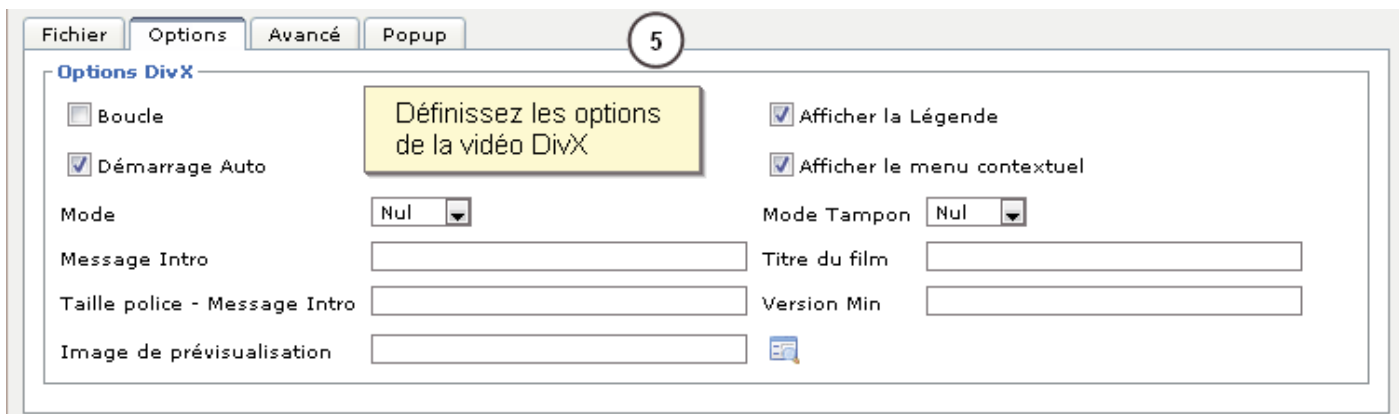 Fichier Options Avancé Popup 5
Options DivX
Boucle
Définissez les options
de la vidéo DivX
Afficher la Légende
Démarrage Auto
Afficher le menu contextuel
Mode Nul Mode Tampon Nul
Message Intro Titre du film
Taille police - Message Intro Version Min
Image de prévisualisation